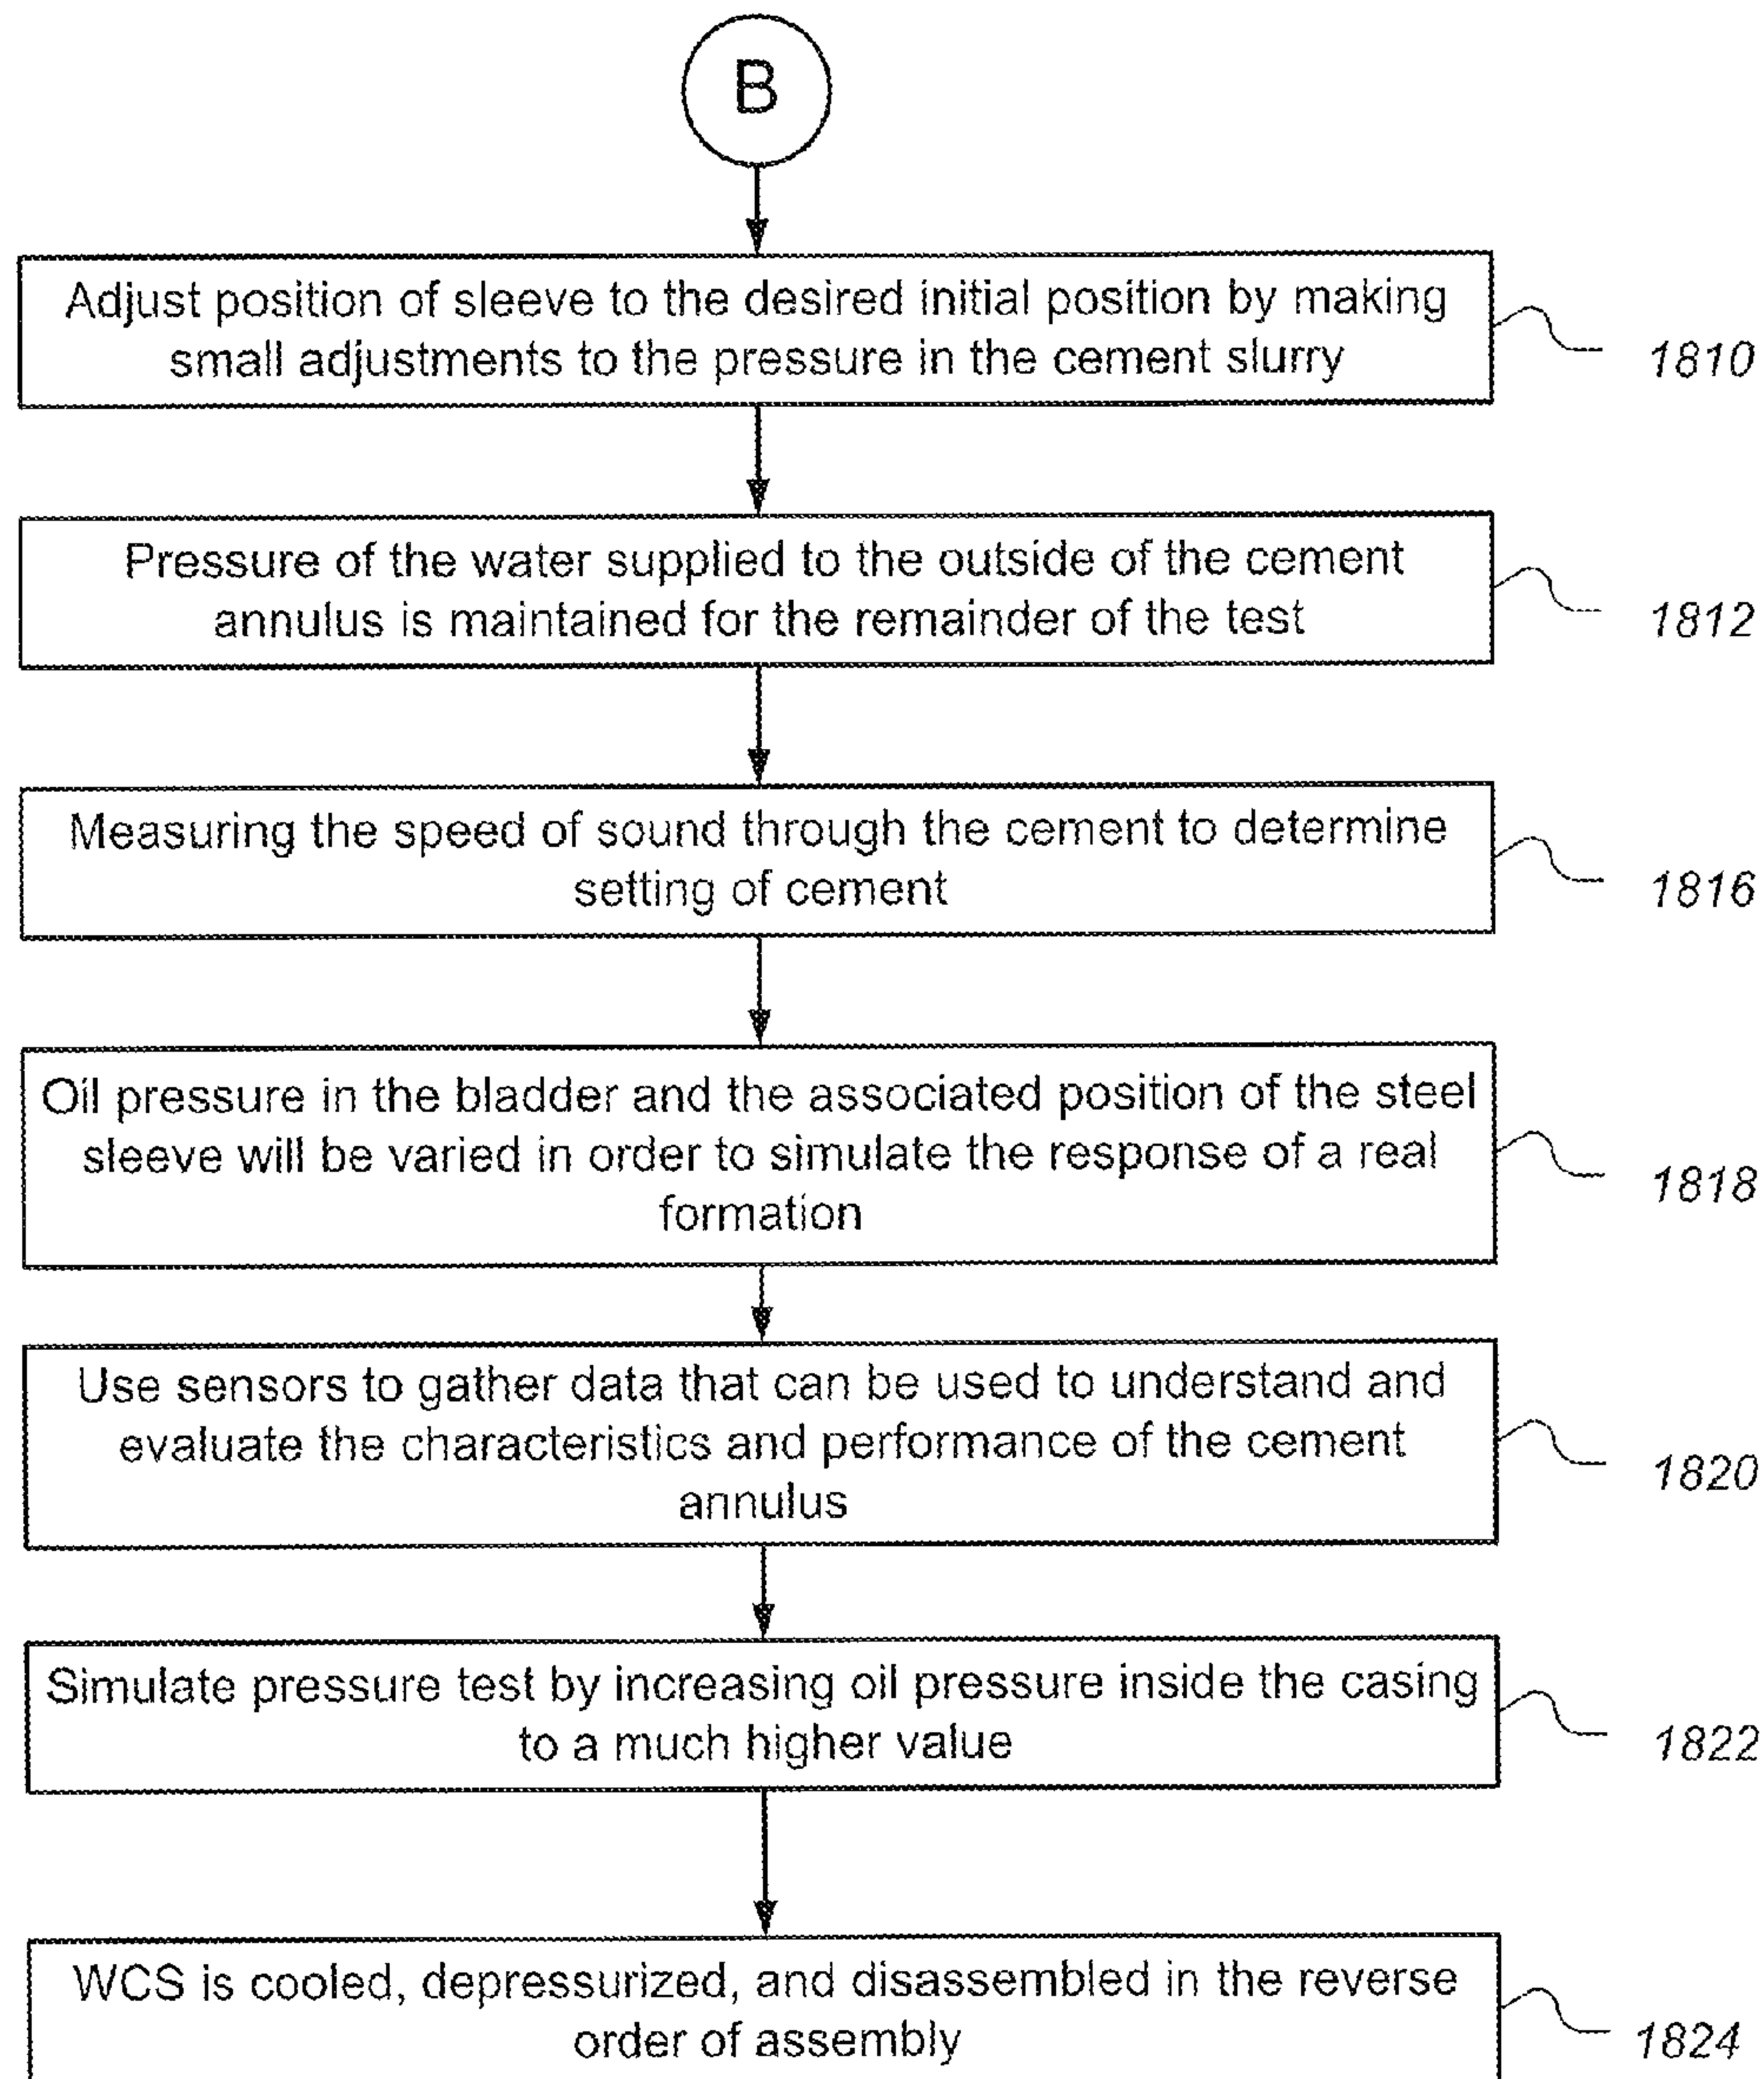 B
Adjust position of sleeve to the desired initial position by making
small adjustments to the pressure in the cement slurry
1810
Pressure of the water supplied to the outside of the cement
annulus is maintained for the remainder of the test
1812
Measuring the speed of sound through the cement to determine
setting of cement
1816
Oil pressure in the bladder and the associated position of the steel
sleeve will be varied in order to simulate the response of a real
formation
1818
Use sensors to gather data that can be used to understand and
evaluate the characteristics and performance of the cement
annulus
1820
Simulate pressure test by increasing oil pressure inside the casing
to a much higher value
1822
WCS is cooled, depressurized, and disassembled in the reverse
order of assembly
1824